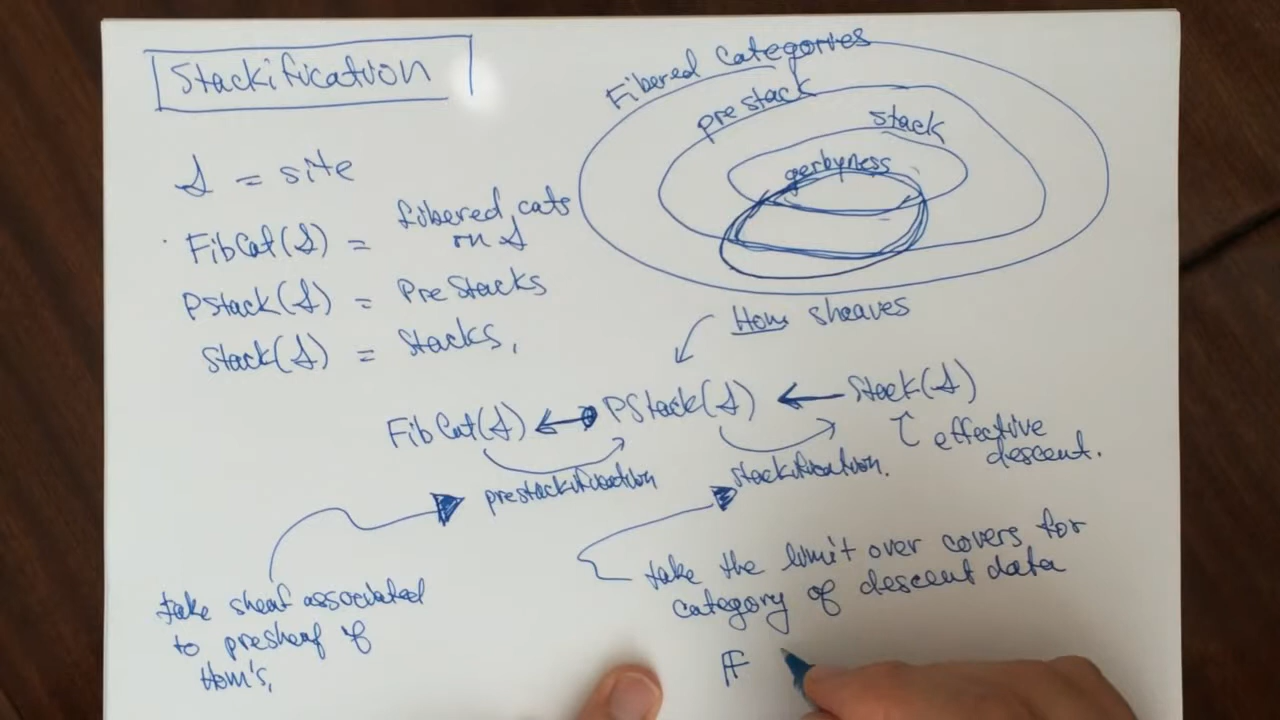 Stackification
Fibered Categories
prestack
stack
gerbyness
𝒮 = site
FibCat(𝒮) = fibered cats
on 𝒮
PStack(𝒮) = PreStacks
Stack(𝒮) = Stacks,
Hom sheaves
FibCat(𝒮) ← PStack(𝒮) ← Stack(𝒮)
effective
descent.
prestackification
stackification.
take sheaf associated
to presheaf of
Hom's,
take the limit over covers for
category of descent data
F